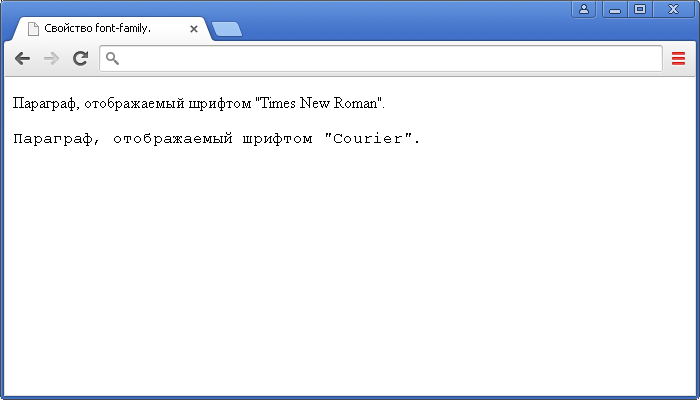 Свойство font-family.
Параграф, отображаемый шрифтом "Times New Roman".
Параграф, отображаемый шрифтом "Courier".